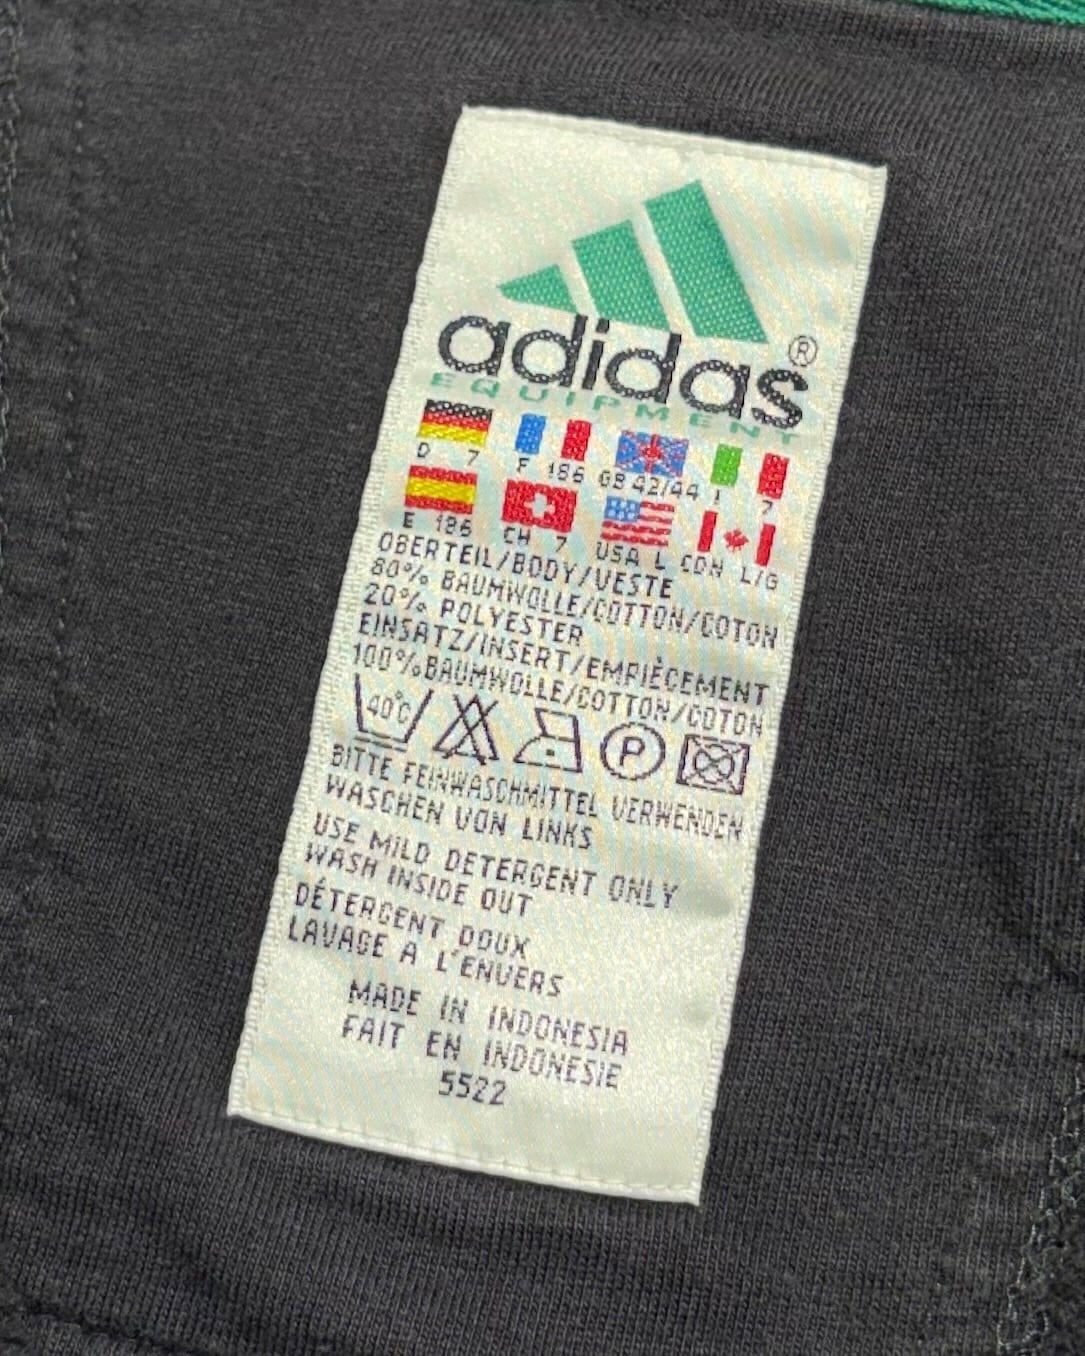 adidas®
EQUIPMENT
D 7 F 186 GB 42/44 I 7
E 186 CH 7 USA L CDN L/G
OBERTEIL/BODY/VESTE
80% BAUMWOLLE/COTTON/COTON
20% POLYESTER
EINSATZ/INSERT/EMPIÈCEMENT
100% BAUMWOLLE/COTTON/COTON
40°C P
BITTE FEINWASCHMITTEL VERWENDEN
WASCHEN VON LINKS
USE MILD DETERGENT ONLY
WASH INSIDE OUT
DÉTERGENT DOUX
LAVAGE A L'ENVERS
MADE IN INDONESIA
FAIT EN INDONESIE
5522